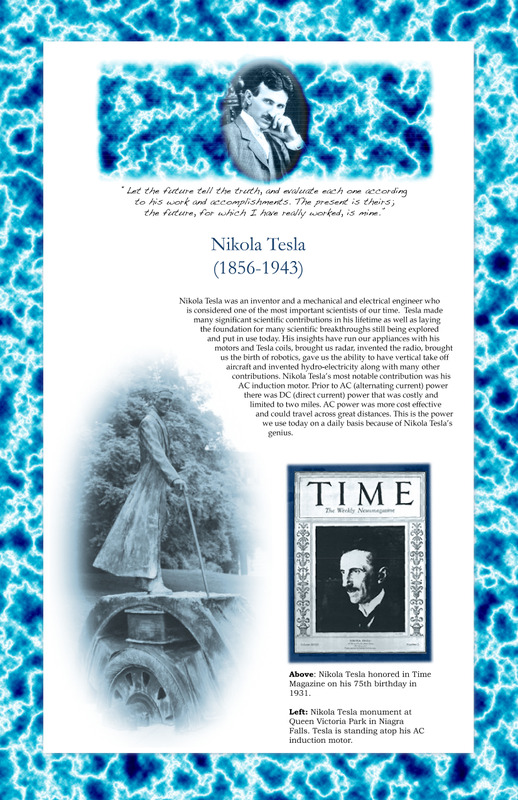 “ Let the future tell the truth, and evaluate each one according
to his work and accomplishments. The present is theirs;
the future, for which I have really worked, is mine.”
Nikola Tesla
(1856-1943)
Nikola Tesla was an inventor and a mechanical and electrical engineer who
is considered one of the most important scientists of our time.  Tesla made
many significant scientific contributions in his lifetime as well as laying
the foundation for many scientific breakthroughs still being explored
and put in use today. His insights have run our appliances with his
motors and Tesla coils, brought us radar, invented the radio, brought
us the birth of robotics, gave us the ability to have vertical take off
aircraft and invented hydro-electricity along with many other
contributions. Nikola Tesla’s most notable contribution was his
AC induction motor. Prior to AC (alternating current) power
there was DC (direct current) power that was costly and
limited to two miles. AC power was more cost effective
and could travel across great distances. This is the power
we use today on a daily basis because of Nikola Tesla’s
genius.
TIME
The Weekly Newsmagazine
Above: Nikola Tesla honored in Time
Magazine on his 75th birthday in
1931.
Left: Nikola Tesla monument at
Queen Victoria Park in Niagra
Falls. Tesla is standing atop his AC
induction motor.